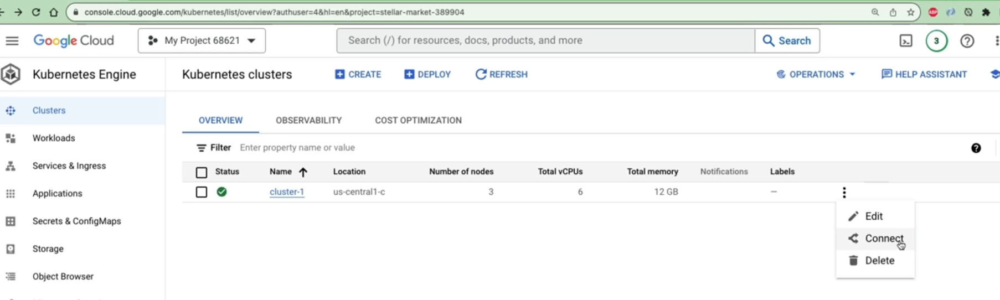 console.cloud.google.com/kubernetes/list/overview?authuser=4&hl=en&project=stellar-market-389904
ABP
Google Cloud
My Project 68621
Search (/) for resources, docs, products, and more
Search
3
Kubernetes Engine
Kubernetes clusters
CREATE
DEPLOY
REFRESH
OPERATIONS
HELP ASSISTANT
Clusters
Workloads
Services & Ingress
Applications
Secrets & ConfigMaps
Storage
Object Browser
OVERVIEW OBSERVABILITY COST OPTIMIZATION
Filter Enter property name or value
Status Name Location Number of nodes Total vCPUs Total memory Notifications Labels
cluster-1 us-central1-c 3 6 12 GB —
Edit
Connect
Delete